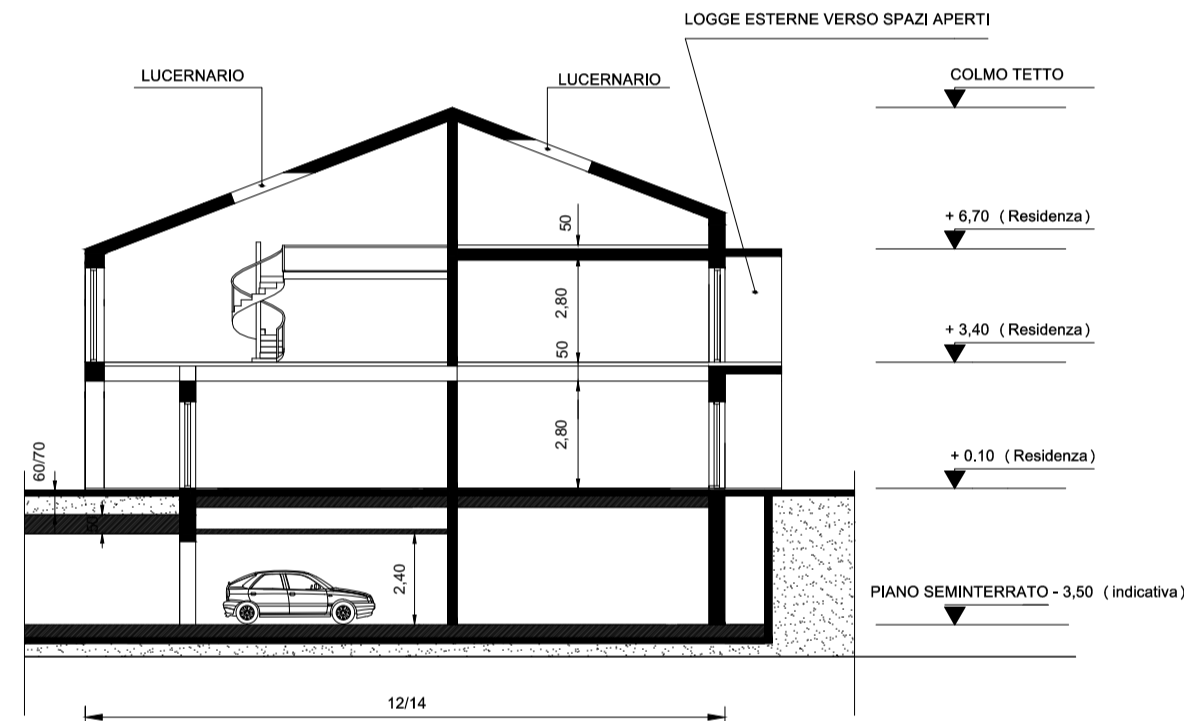 LOGGE ESTERNE VERSO SPAZI APERTI
LUCERNARIO
LUCERNARIO
COLMO TETTO
+ 6,70 ( Residenza )
50
2,80
+ 3,40 ( Residenza )
50
2,80
60/70
+ 0.10 ( Residenza )
50
2,40
PIANO SEMINTERRATO - 3,50 ( indicativa )
12/14